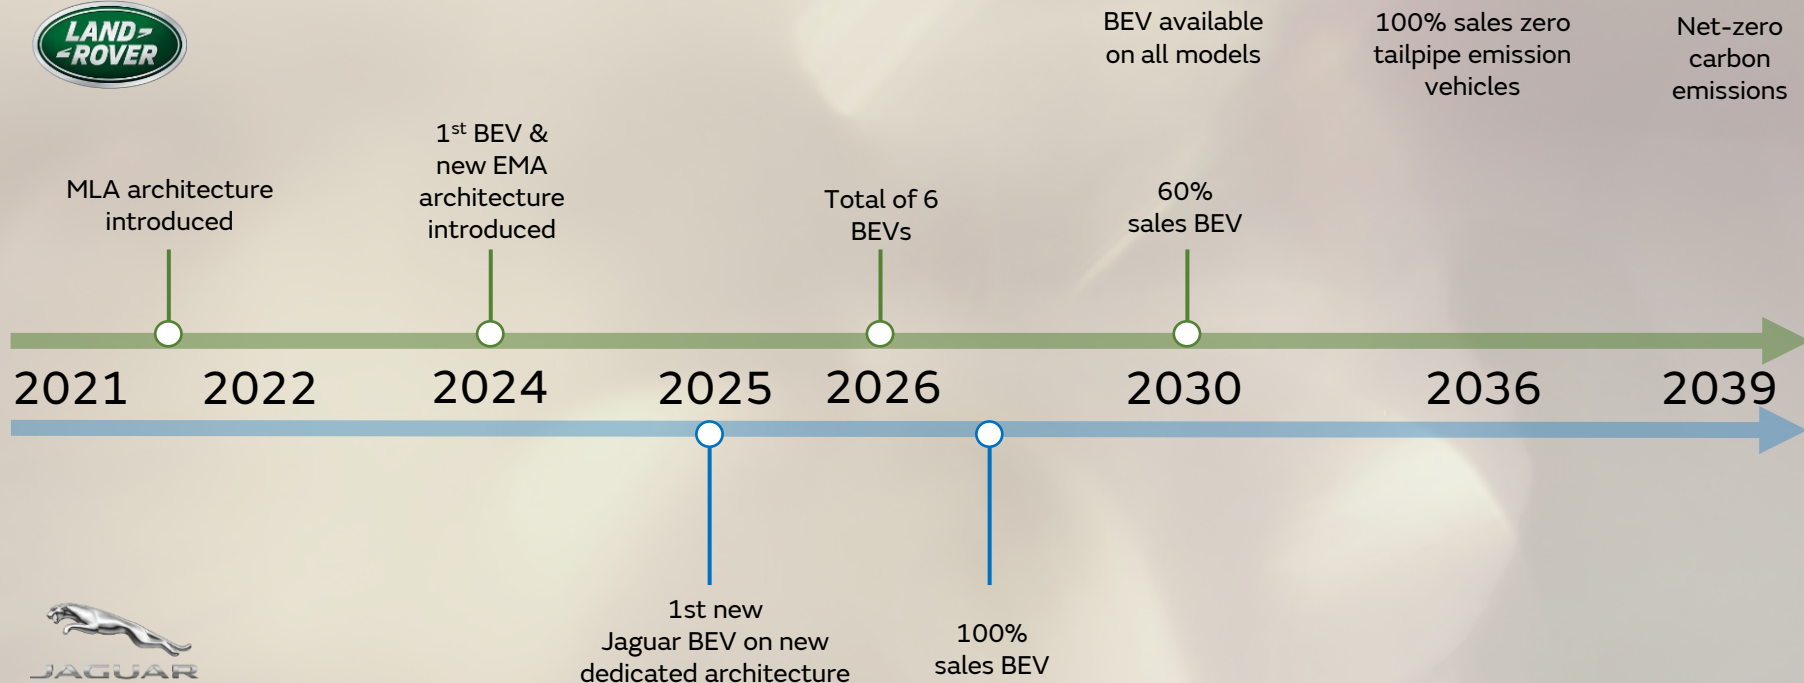 LAND-
-ROVER
BEV available
on all models
100% sales zero
tailpipe emission
vehicles
Net-zero
carbon
emissions
MLA architecture
introduced
1st BEV &
new EMA
architecture
introduced
Total of 6
BEVs
60%
sales BEV
2021 2022 2024 2025 2026 2030 2036 2039
1st new
Jaguar BEV on new
dedicated architecture
100%
sales BEV
JAGUAR